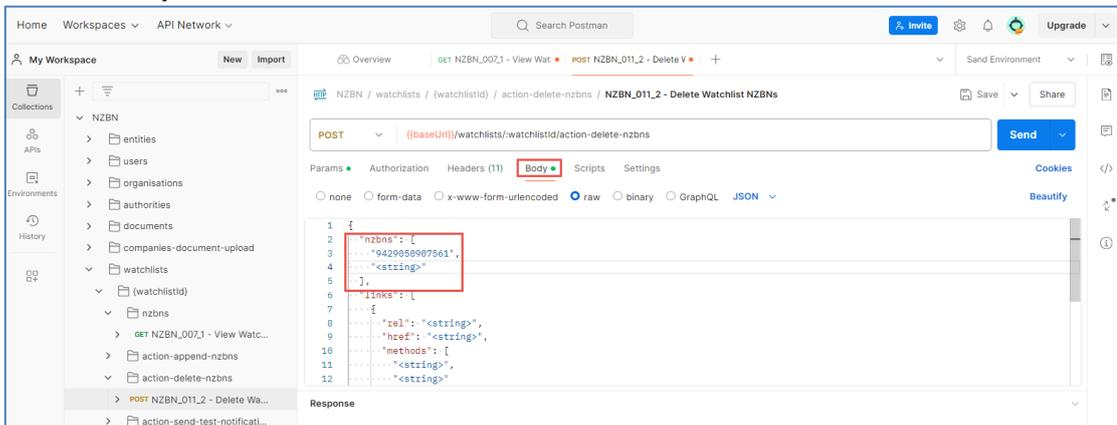 Home Workspaces API Network Search Postman Invite Upgrade
My Workspace New Import Overview GET NZBN_007_1 - View Wat POST NZBN_011_2 - Delete V Sand Environment
Collections
APIs
Environments
History
NZBN
entities
users
organisations
authorities
documents
companies-document-upload
watchlists
{watchlistId}
nzbns
GET NZBN_007_1 - View Watc...
action-append-nzbns
action-delete-nzbns
POST NZBN_011_2 - Delete Wa...
action-send-test-notificati...
HTTP NZBN / watchlists / {watchlistId} / action-delete-nzbns / NZBN_011_2 - Delete Watchlist NZBNs Save Share
POST {{baseUrl}}/watchlists/:watchlistId/action-delete-nzbns Send
Params Authorization Headers (11) Body Scripts Settings Cookies
none form-data x-www-form-urlencoded raw binary GraphQL JSON Beautify
1 {
2 "nzbns": [
3 "9429050907561",
4 "<string>"
5 ],
6 "links": [
7 {
8 "rel": "<string>",
9 "href": "<string>",
10 "methods": [
11 "<string>",
12 "<string>"
Response